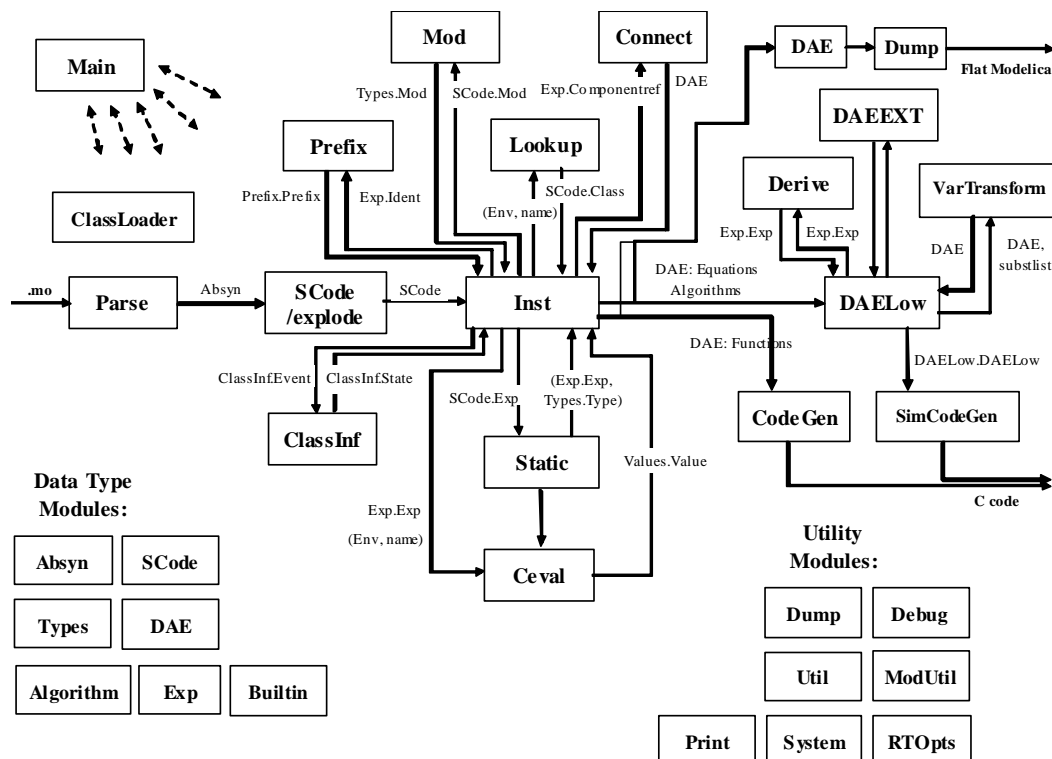 Main
Mod
Connect
DAE
Dump
Flat Modelica
Types.Mod
SCode.Mod
Exp.Componentref
DAE
DAEEXT
Prefix
Lookup
Derive
VarTransform
Prefix.Prefix
Exp.Ident
(Env, name)
SCode.Class
Exp.Exp
Exp.Exp
DAE
DAE,
substlist
ClassLoader
.mo
Parse
Absyn
SCode
/explode
SCode
Inst
DAE: Equations
Algorithms
DAELow
DAE: Functions
DAELow.DAELow
ClassInf.Event
ClassInf.State
SCode.Exp
(Exp.Exp,
Types.Type)
ClassInf
CodeGen
SimCodeGen
Static
Values.Value
C code
Exp.Exp
(Env, name)
Ceval
Data Type
Modules:
Absyn
SCode
Types
DAE
Algorithm
Exp
Builtin
Utility
Modules:
Dump
Debug
Util
ModUtil
Print
System
RTOpts